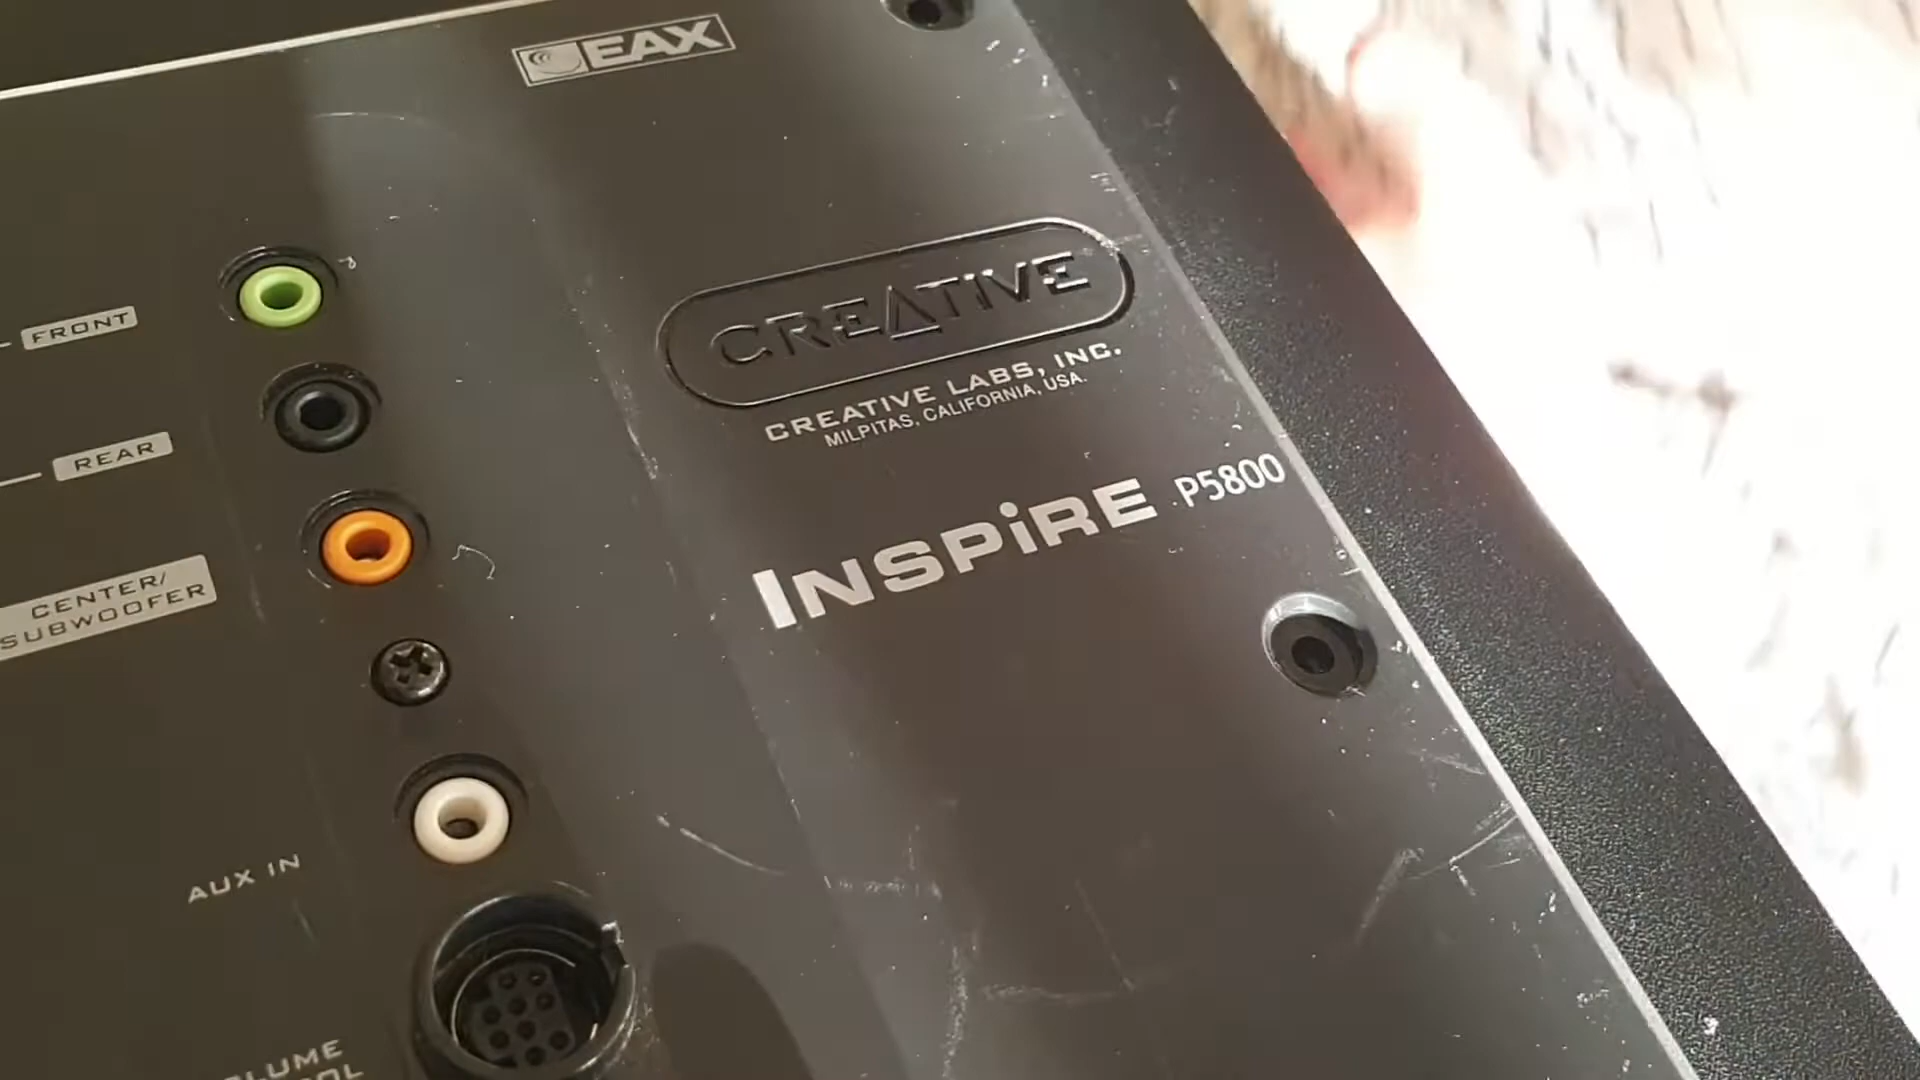 EAX
FRONT
CREATIVE
CREATIVE LABS, INC.
MILPITAS, CALIFORNIA, USA.
REAR
INSPiRE P5800
CENTER/
SUBWOOFER
AUX IN